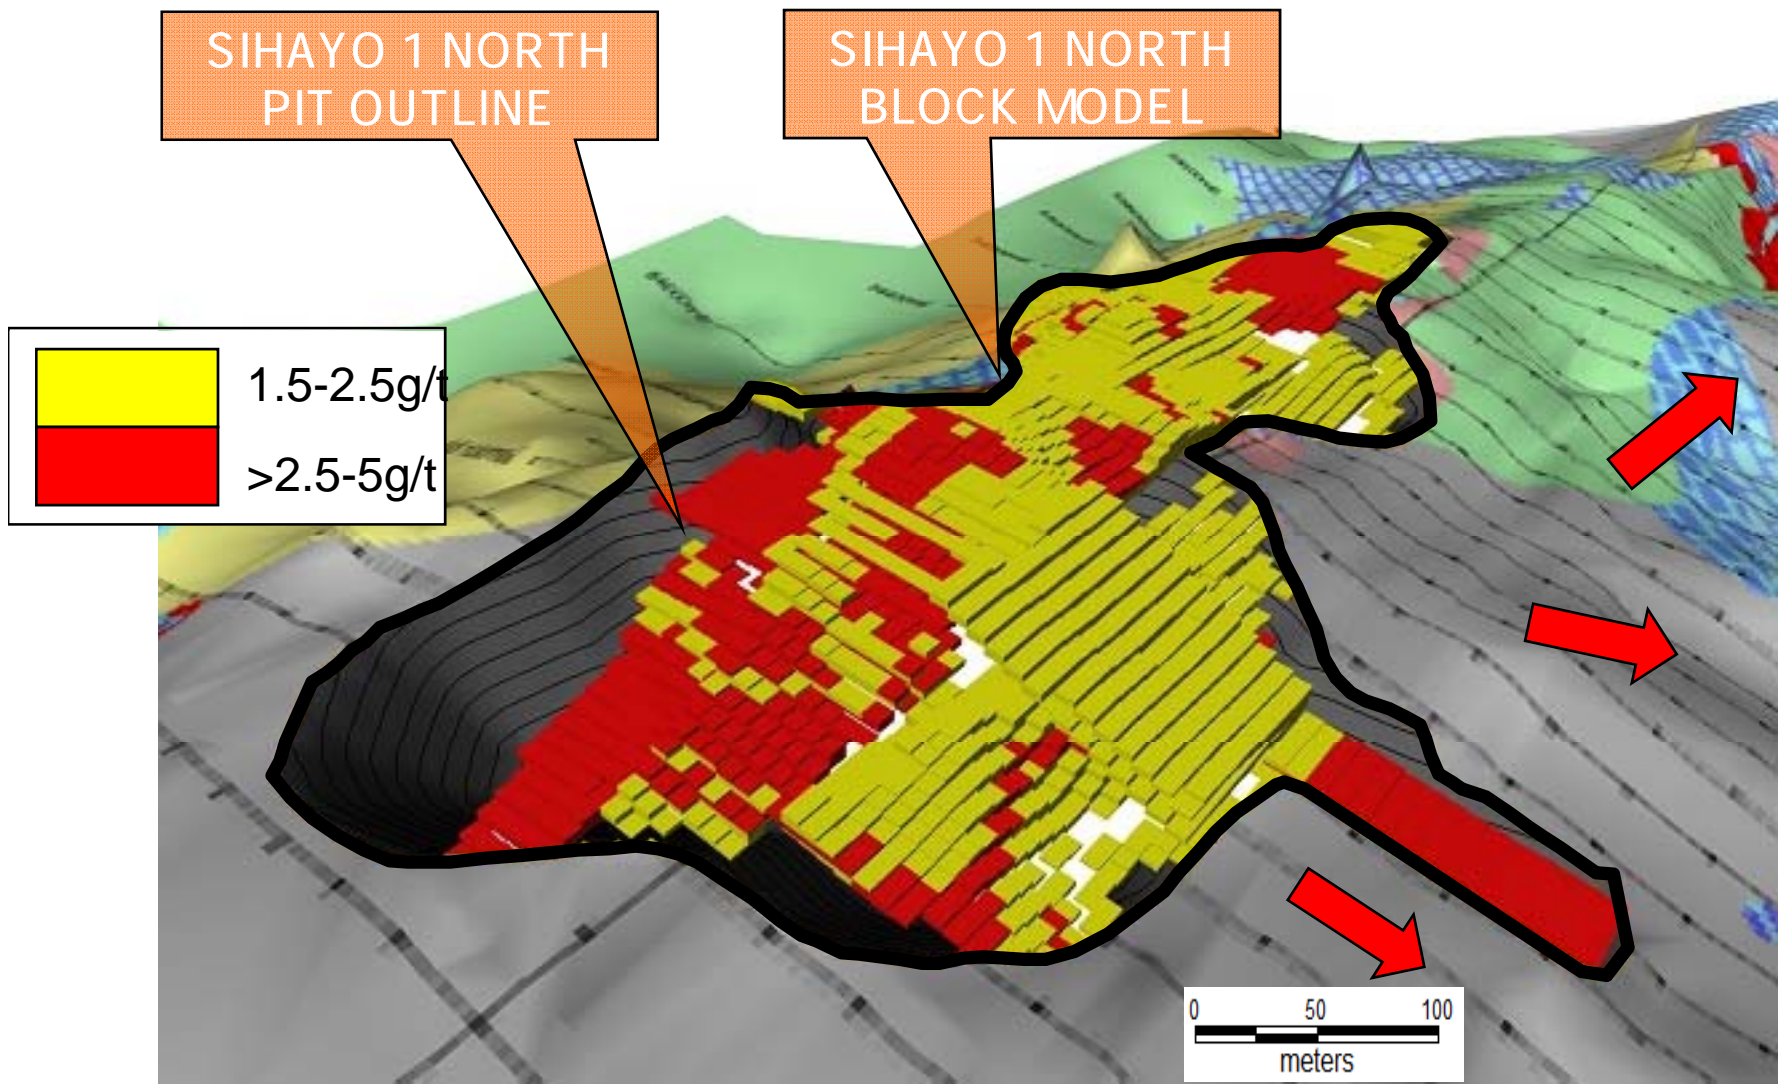 SIHAYO 1 NORTH
PIT OUTLINE
SIHAYO 1 NORTH
BLOCK MODEL
1.5-2.5g/t
>2.5-5g/t
0 50 100
meters